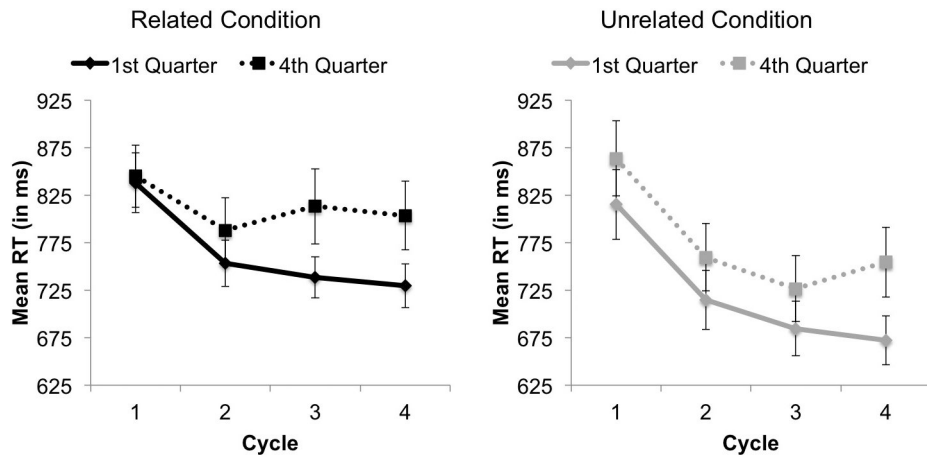 Related Condition
1st Quarter 4th Quarter
Mean RT (in ms)
925
875
825
775
725
675
625
1 2 3 4
Cycle
Unrelated Condition
1st Quarter 4th Quarter
Mean RT (in ms)
925
875
825
775
725
675
625
1 2 3 4
Cycle